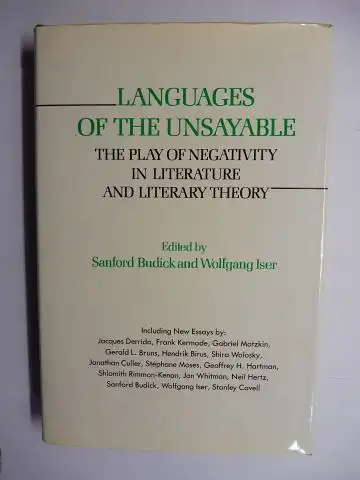 LANGUAGES
OF THE UNSAYABLE
THE PLAY OF NEGATIVITY
IN LITERATURE
AND LITERARY THEORY
Edited by
Sanford Budick and Wolfgang Iser
Including New Essays by:
Jacques Derrida, Frank Kermode, Gabriel Motzkin,
Gerald L. Bruns, Hendrik Birus, Shira Wolosky,
Jonathan Culler, Stéphane Moses, Geoffrey H. Hartman,
Shlomith Rimmon-Kenan, Jon Whitman, Neil Hertz,
Sanford Budick, Wolfgang Iser, Stanley Cavell